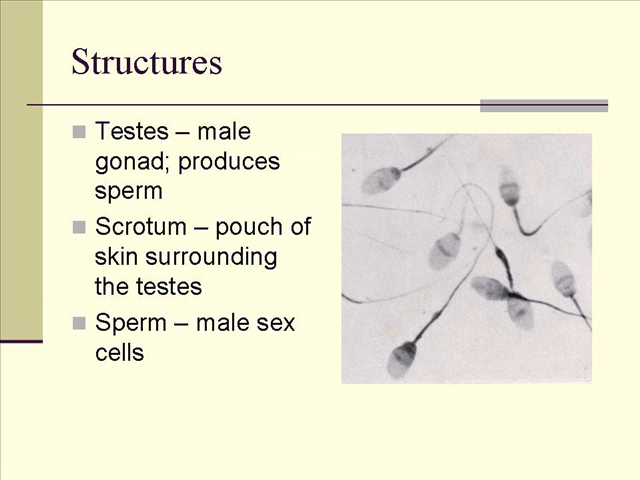 Structures
Testes – male
gonad; produces
sperm
Scrotum – pouch of
skin surrounding
the testes
Sperm – male sex
cells